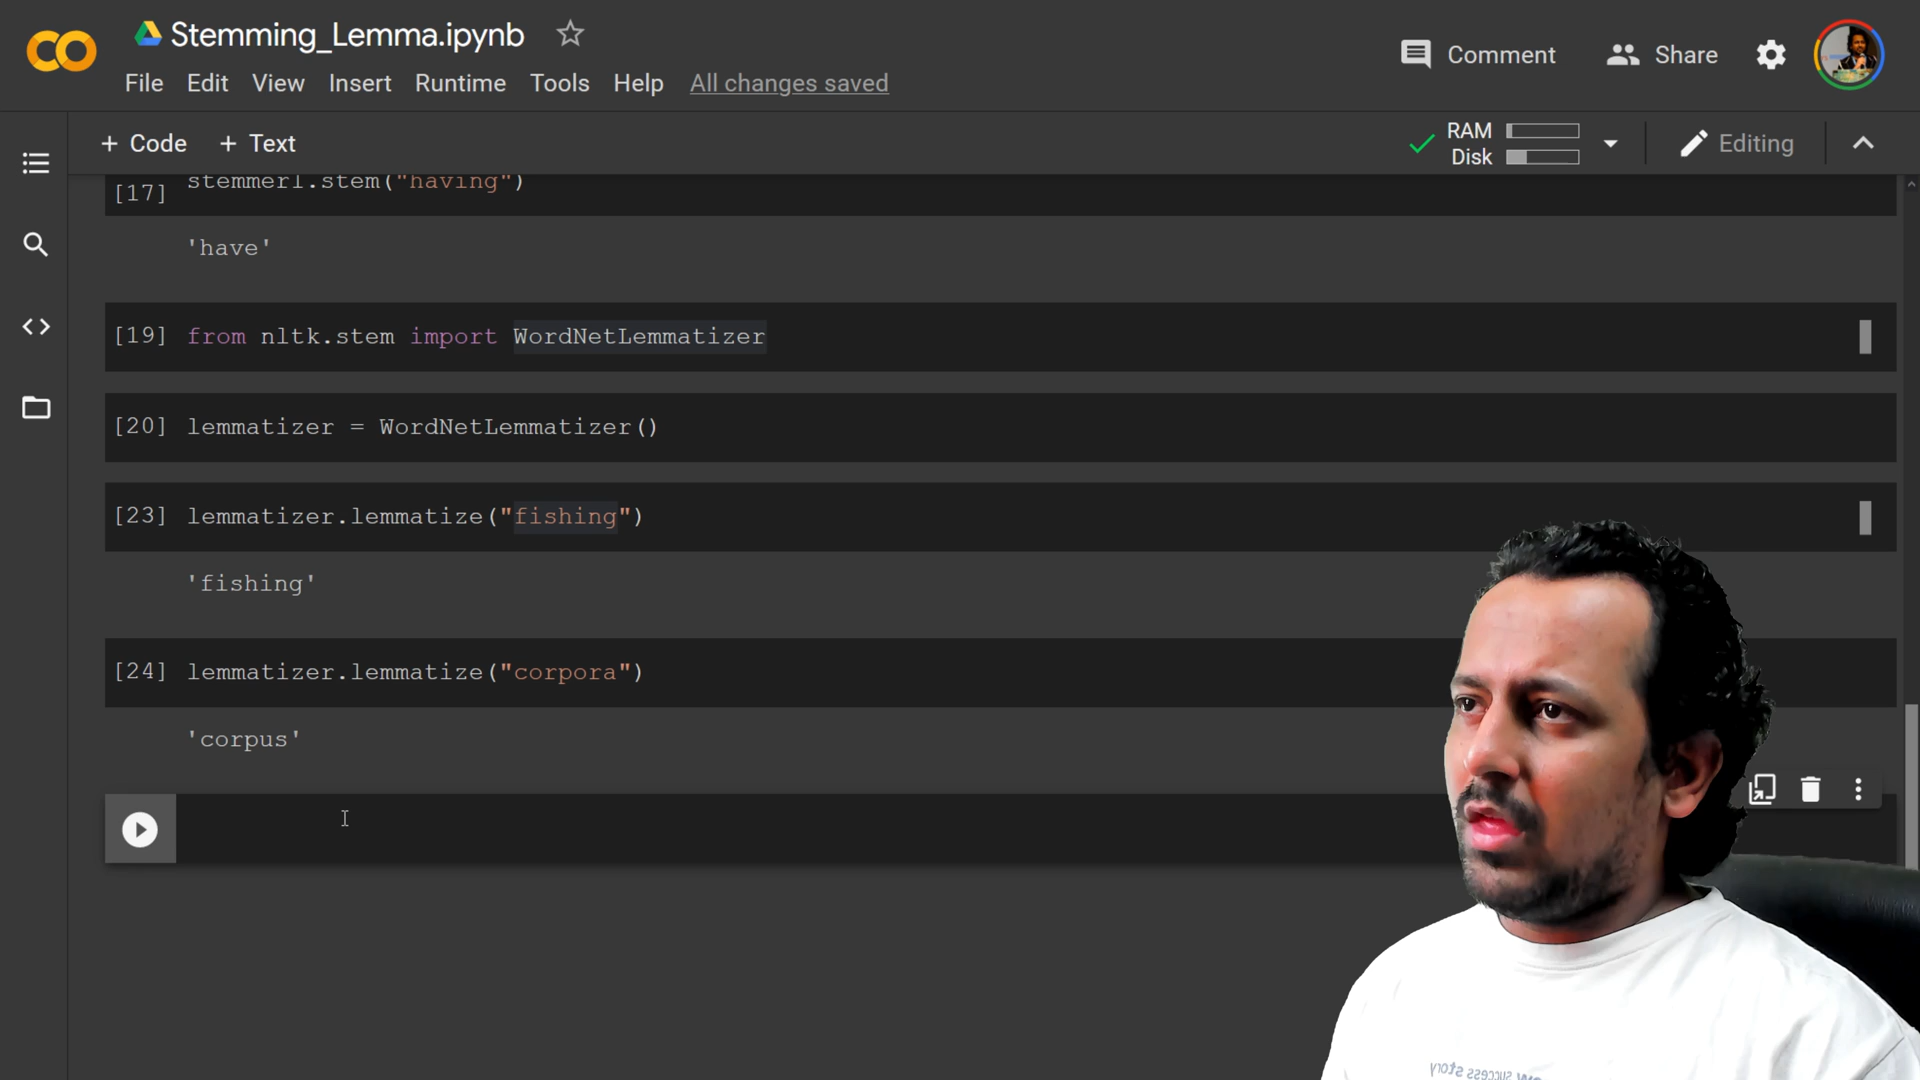 Stemming_Lemma.ipynb
Comment
Share
File Edit View Insert Runtime Tools Help All changes saved
+ Code + Text
RAM
Disk
Editing
[17] stemmer1.stem("having")
'have'
[19] from nltk.stem import WordNetLemmatizer
[20] lemmatizer = WordNetLemmatizer()
[23] lemmatizer.lemmatize("fishing")
'fishing'
[24] lemmatizer.lemmatize("corpora")
'corpus'
success story